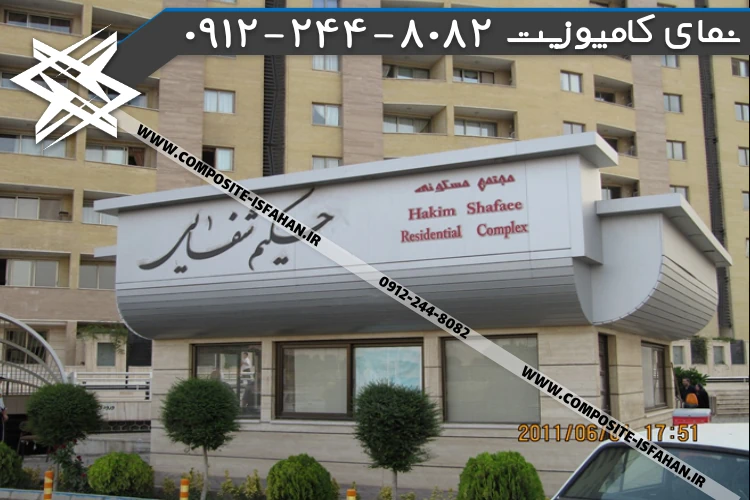 نمای کامپوزیت ۰۹۱۲-۲۴۴-۸۰۸۲
مجتمع مسکونی
Hakim Shafaee
Residential Complex
حکیم شفایی
WWW.COMPOSITE-ISFAHAN.IR
0912-244-8082
WWW.COMPOSITE-ISFAHAN.IR
2011/06/ 17:51